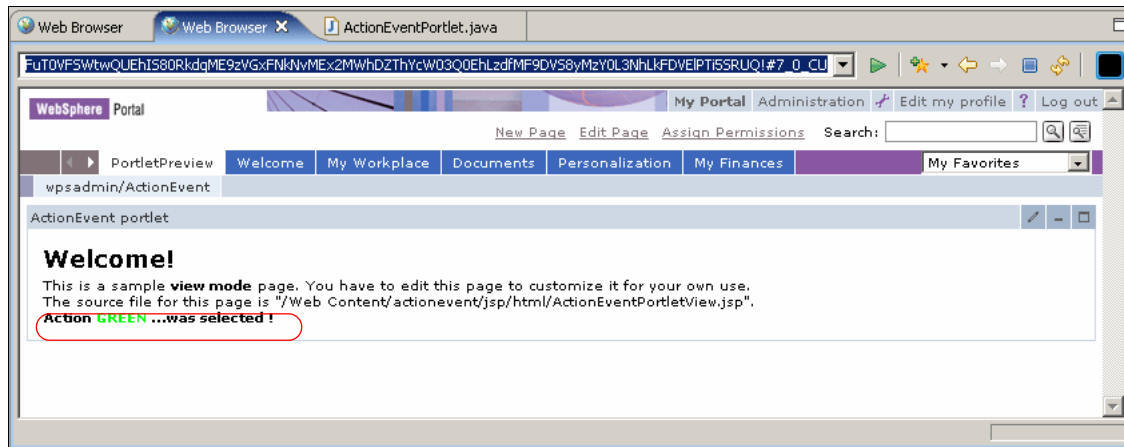 Web Browser
Web Browser
ActionEventPortlet.java
WebSphere Portal
My Portal Administration Edit my profile ? Log out
New Page Edit Page Assign Permissions Search:
PortletPreview Welcome My Workplace Documents Personalization My Finances My Favorites
wpsadmin/ActionEvent
ActionEvent portlet
Welcome!
This is a sample view mode page. You have to edit this page to customize it for your own use.
The source file for this page is "/Web Content/actionevent/jsp/html/ActionEventPortletView.jsp".
Action GREEN ...was selected !